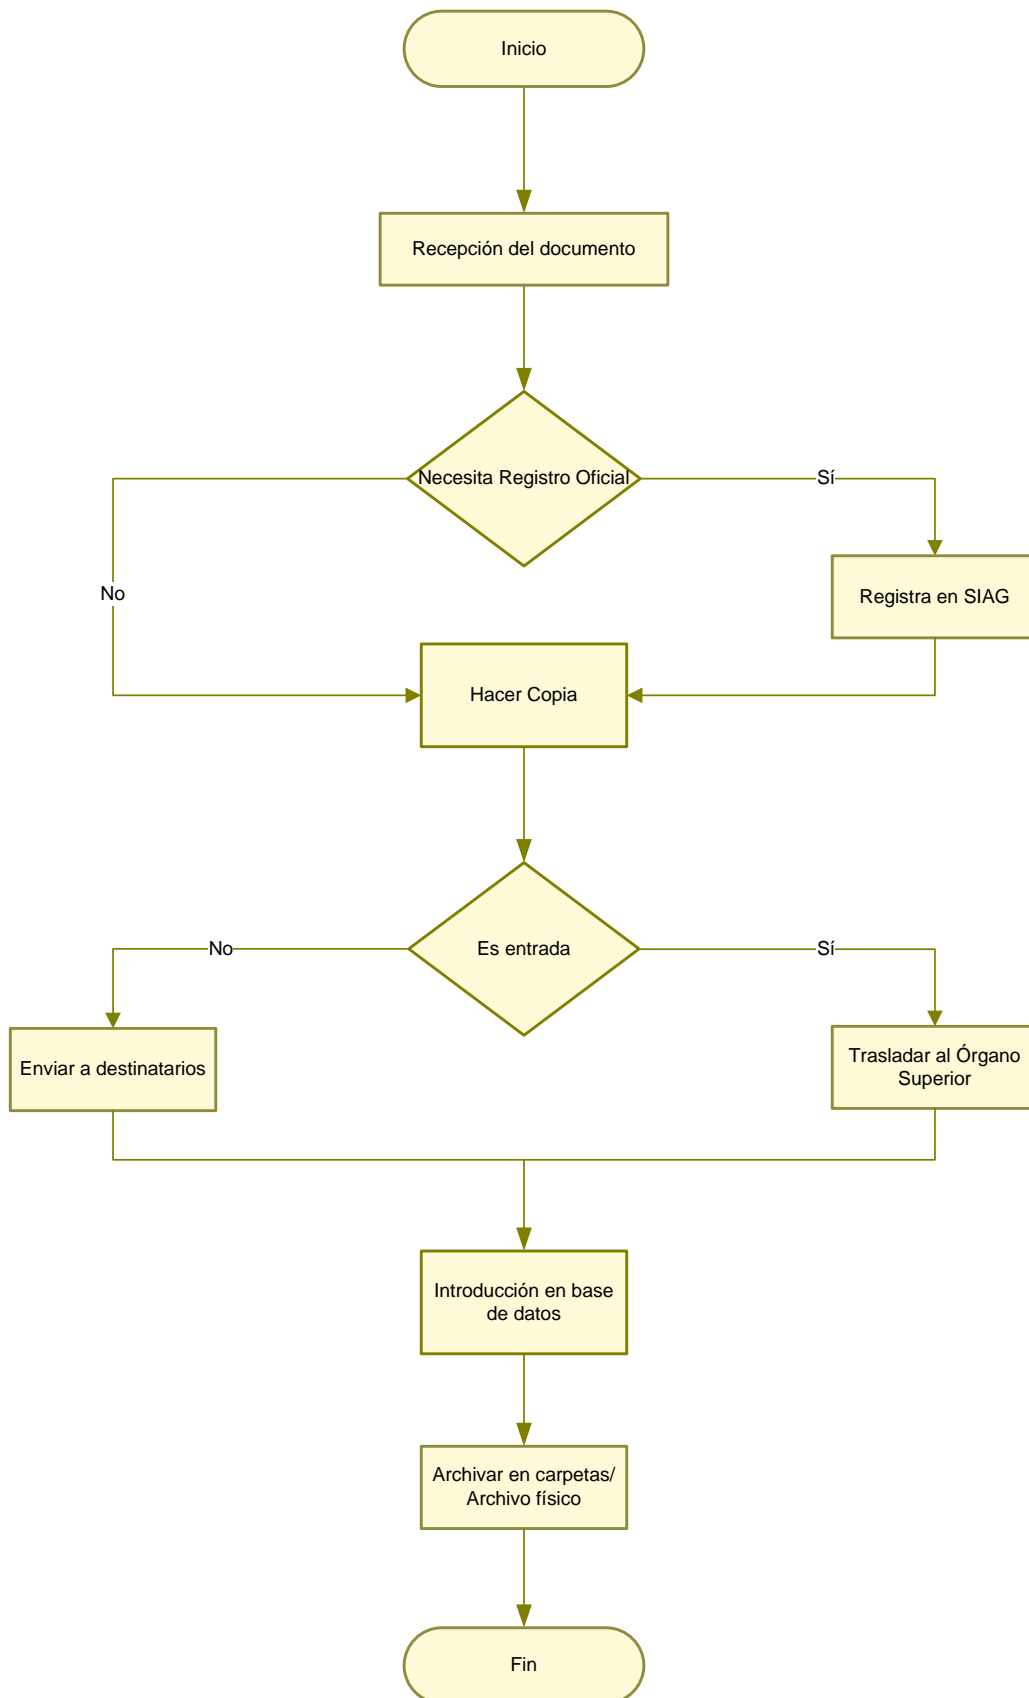 Inicio
Recepción del documento
Necesita Registro Oficial
Sí
No
Registra en SIAG
Hacer Copia
Es entrada
No
Sí
Enviar a destinatarios
Trasladar al Órgano
Superior
Introducción en base
de datos
Archivar en carpetas/
Archivo físico
Fin